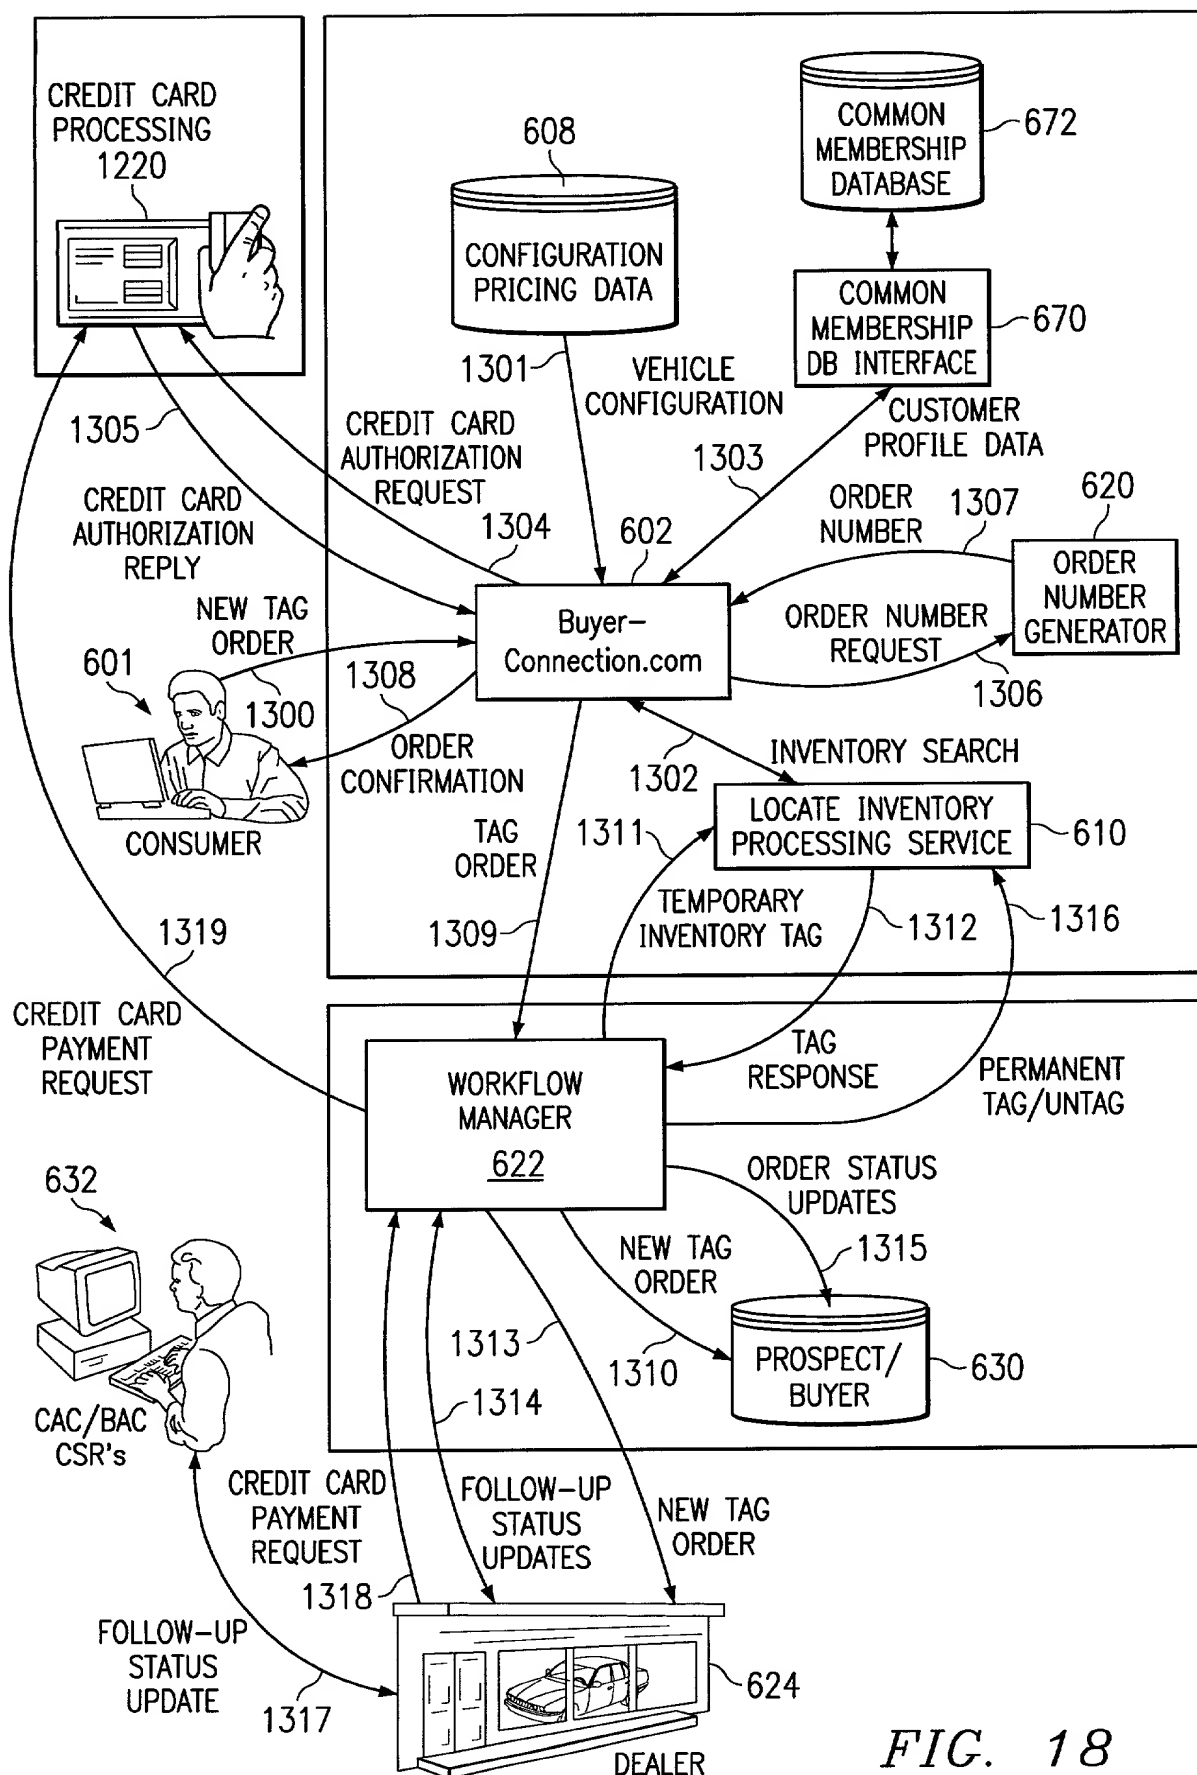 CREDIT CARD
PROCESSING
1220
608
CONFIGURATION
PRICING DATA
COMMON
MEMBERSHIP
DATABASE
672
COMMON
MEMBERSHIP
DB INTERFACE
670
1301
VEHICLE
CONFIGURATION
1305
CREDIT CARD
AUTHORIZATION
REQUEST
1303
CUSTOMER
PROFILE DATA
CREDIT CARD
AUTHORIZATION
REPLY
1304
602
ORDER
NUMBER
1307
620
ORDER
NUMBER
GENERATOR
NEW TAG
ORDER
Buyer-
Connection.com
ORDER NUMBER
REQUEST
1306
601
1300
1308
ORDER
CONFIRMATION
CONSUMER
1302
INVENTORY SEARCH
LOCATE INVENTORY
PROCESSING SERVICE
610
TAG
ORDER
1311
1309
TEMPORARY
INVENTORY TAG
1312
1316
1319
CREDIT CARD
PAYMENT
REQUEST
WORKFLOW
MANAGER
622
TAG
RESPONSE
PERMANENT
TAG/UNTAG
ORDER STATUS
UPDATES
632
NEW TAG
ORDER
1315
1313
1310
PROSPECT/
BUYER
630
1314
CAC/BAC
CSR's
CREDIT CARD
PAYMENT
REQUEST
FOLLOW-UP
STATUS
UPDATES
NEW TAG
ORDER
1318
FOLLOW-UP
STATUS
UPDATE
1317
624
DEALER
FIG. 18